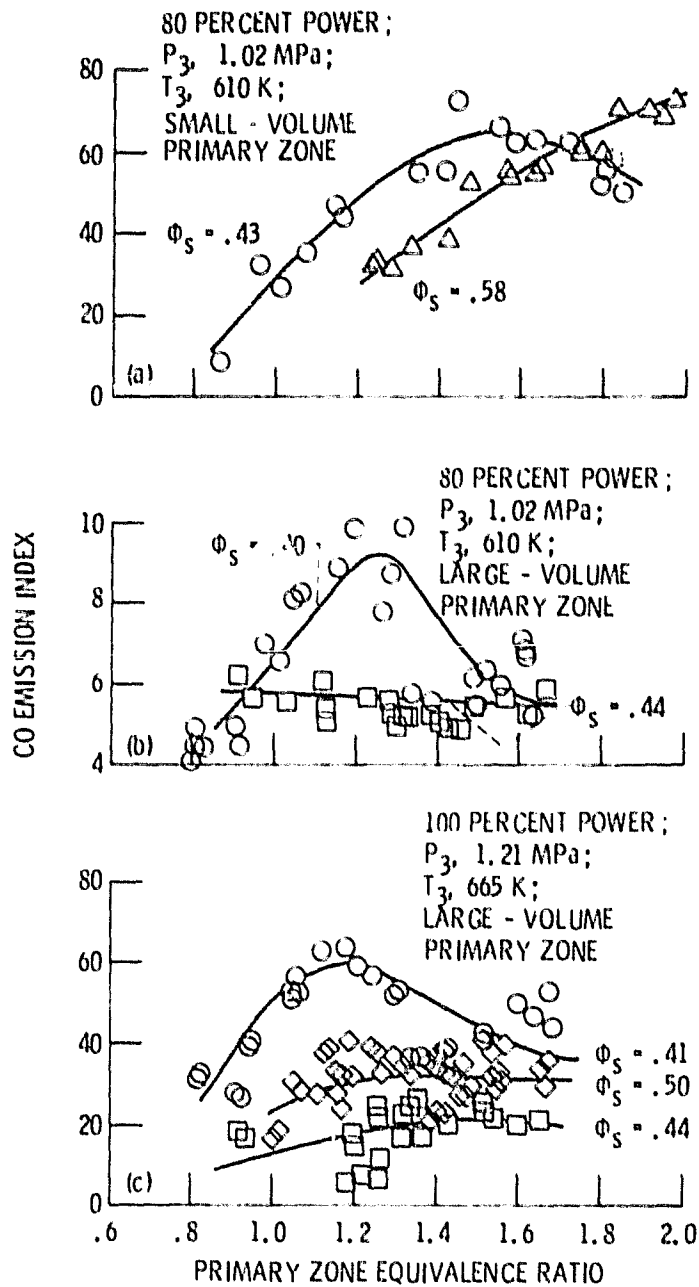 80 PERCENT POWER;
P3, 1.02 MPa;
T3, 610 K;
SMALL - VOLUME
PRIMARY ZONE
80
60
40
20
0
Φs = .43
Φs = .58
(a)
80 PERCENT POWER;
P3, 1.02 MPa;
T3, 610 K;
LARGE - VOLUME
PRIMARY ZONE
10
8
6
4
Φs =
Φs = .44
(b)
CO EMISSION INDEX
100 PERCENT POWER;
P3, 1.21 MPa;
T3, 665 K;
LARGE - VOLUME
PRIMARY ZONE
80
60
40
20
0
Φs = .41
Φs = .50
Φs = .44
(c)
.6 .8 1.0 1.2 1.4 1.6 1.8 2.0
PRIMARY ZONE EQUIVALENCE RATIO